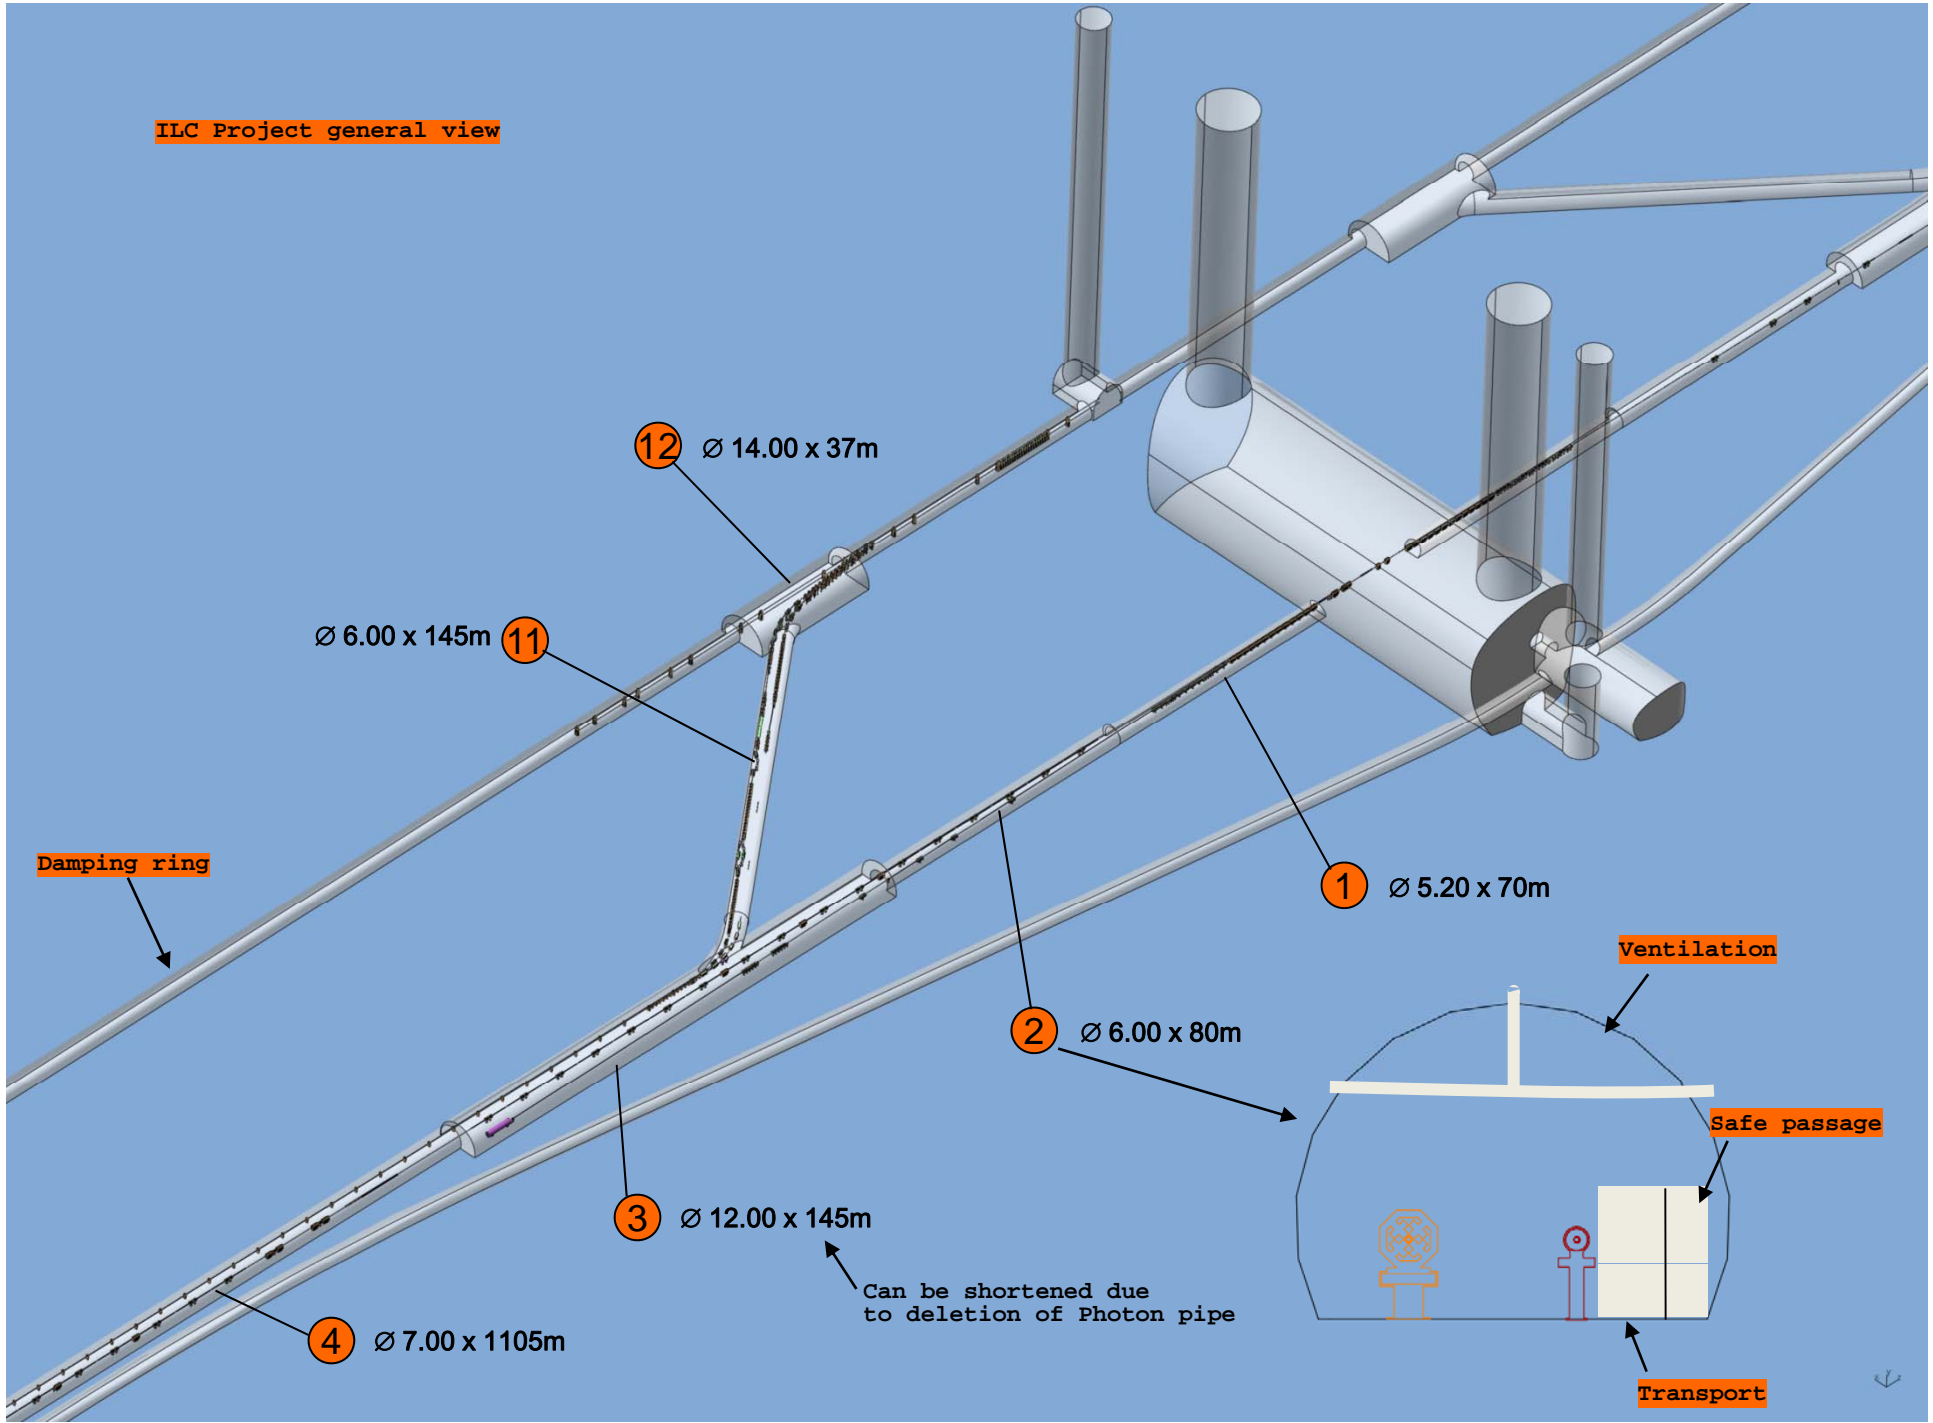 ILC Project general view
12 ∅ 14.00 x 37m
∅ 6.00 x 145m 11
Damping ring
1 ∅ 5.20 x 70m
Ventilation
2 ∅ 6.00 x 80m
Safe passage
3 ∅ 12.00 x 145m
Can be shortened due
to deletion of Photon pipe
4 ∅ 7.00 x 1105m
Transport